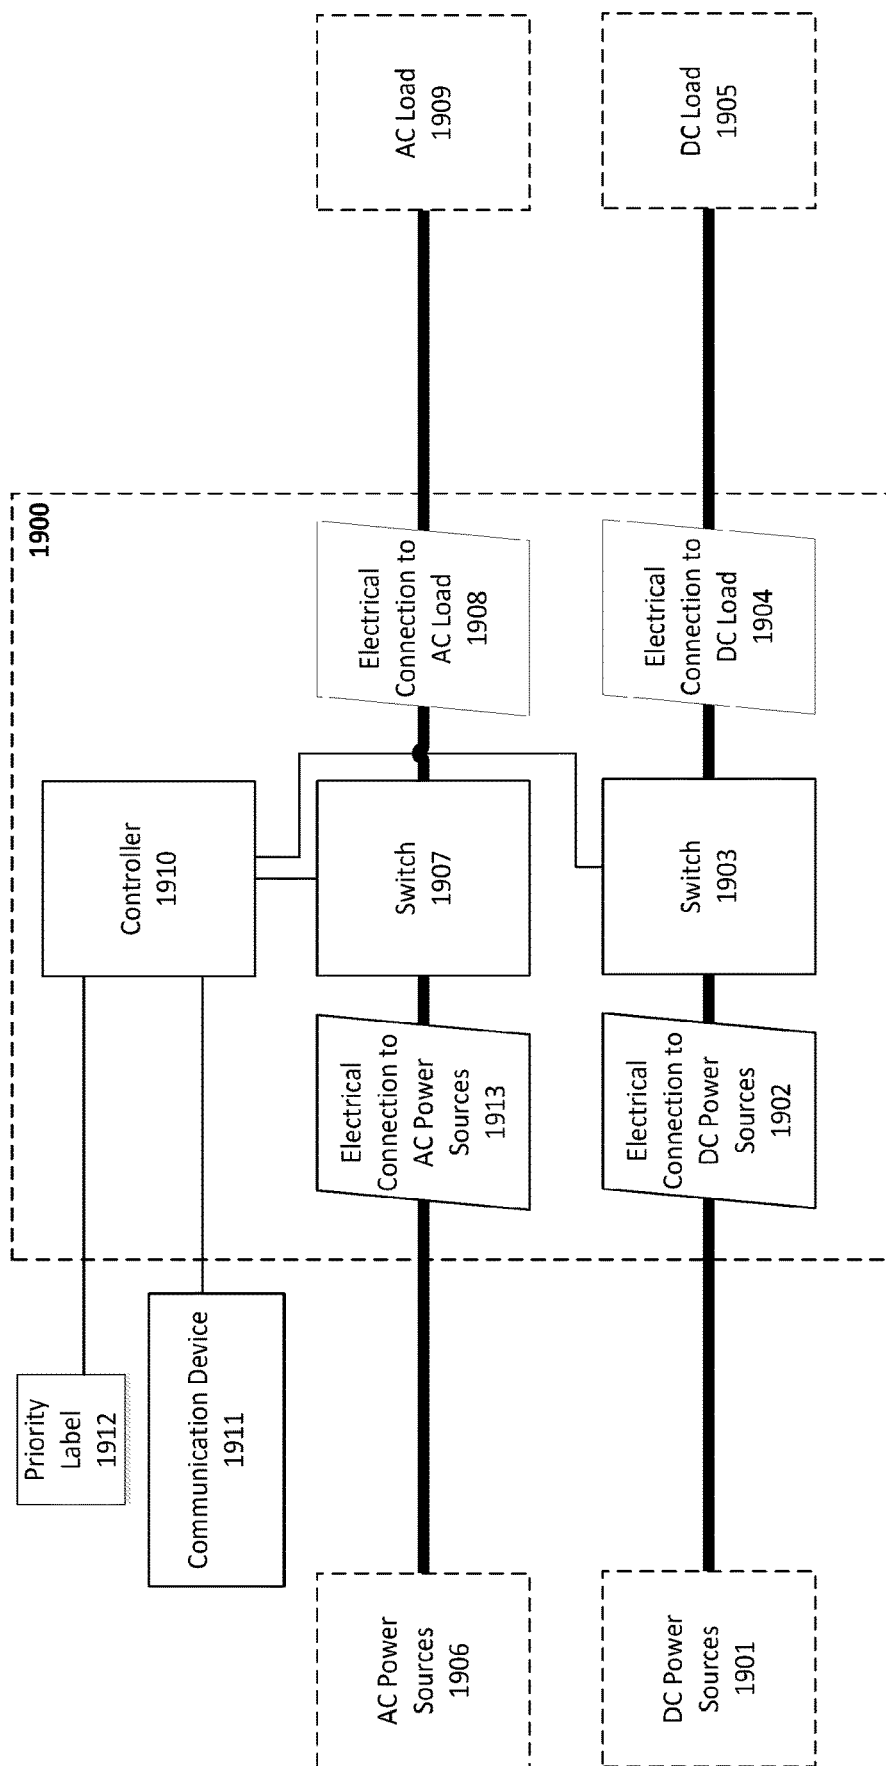 1900
Priority
Label
1912
Communication Device
1911
Controller
1910
AC Power
Sources
1906
Electrical
Connection to
AC Power
Sources
1913
Switch
1907
Electrical
Connection to
AC Load
1908
AC Load
1909
DC Power
Sources
1901
Electrical
Connection to
DC Power
Sources
1902
Switch
1903
Electrical
Connection to
DC Load
1904
DC Load
1905